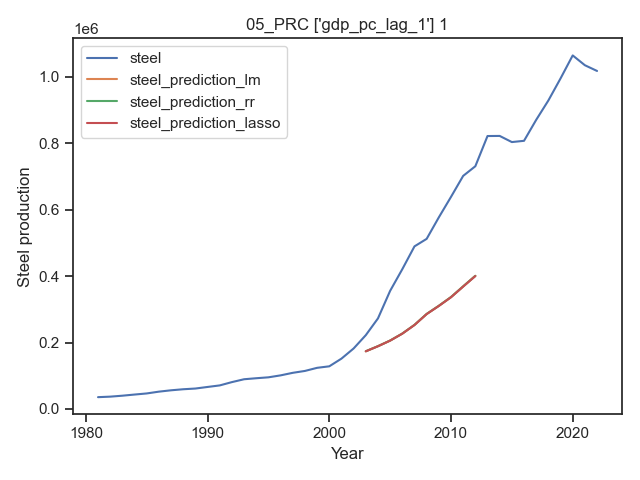 05_PRC ['gdp_pc_lag_1'] 1
1e6
steel
steel_prediction_lm
steel_prediction_rr
steel_prediction_lasso
1.0
0.8
0.6
0.4
0.2
0.0
Steel production
1980
1990
2000
2010
2020
Year